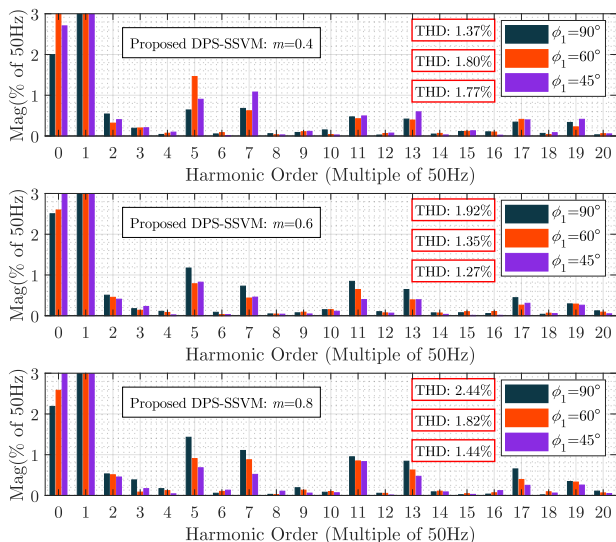 Mag(% of 50Hz)
3
2
1
0
Proposed DPS-SSVM: m=0.4
THD: 1.37%
THD: 1.80%
THD: 1.77%
ϕ₁=90°
ϕ₁=60°
ϕ₁=45°
0 1 2 3 4 5 6 7 8 9 10 11 12 13 14 15 16 17 18 19 20
Harmonic Order (Multiple of 50Hz)
Mag(% of 50Hz)
3
2
1
0
Proposed DPS-SSVM: m=0.6
THD: 1.92%
THD: 1.35%
THD: 1.27%
ϕ₁=90°
ϕ₁=60°
ϕ₁=45°
0 1 2 3 4 5 6 7 8 9 10 11 12 13 14 15 16 17 18 19 20
Harmonic Order (Multiple of 50Hz)
Mag(% of 50Hz)
3
2
1
0
Proposed DPS-SSVM: m=0.8
THD: 2.44%
THD: 1.82%
THD: 1.44%
ϕ₁=90°
ϕ₁=60°
ϕ₁=45°
0 1 2 3 4 5 6 7 8 9 10 11 12 13 14 15 16 17 18 19 20
Harmonic Order (Multiple of 50Hz)